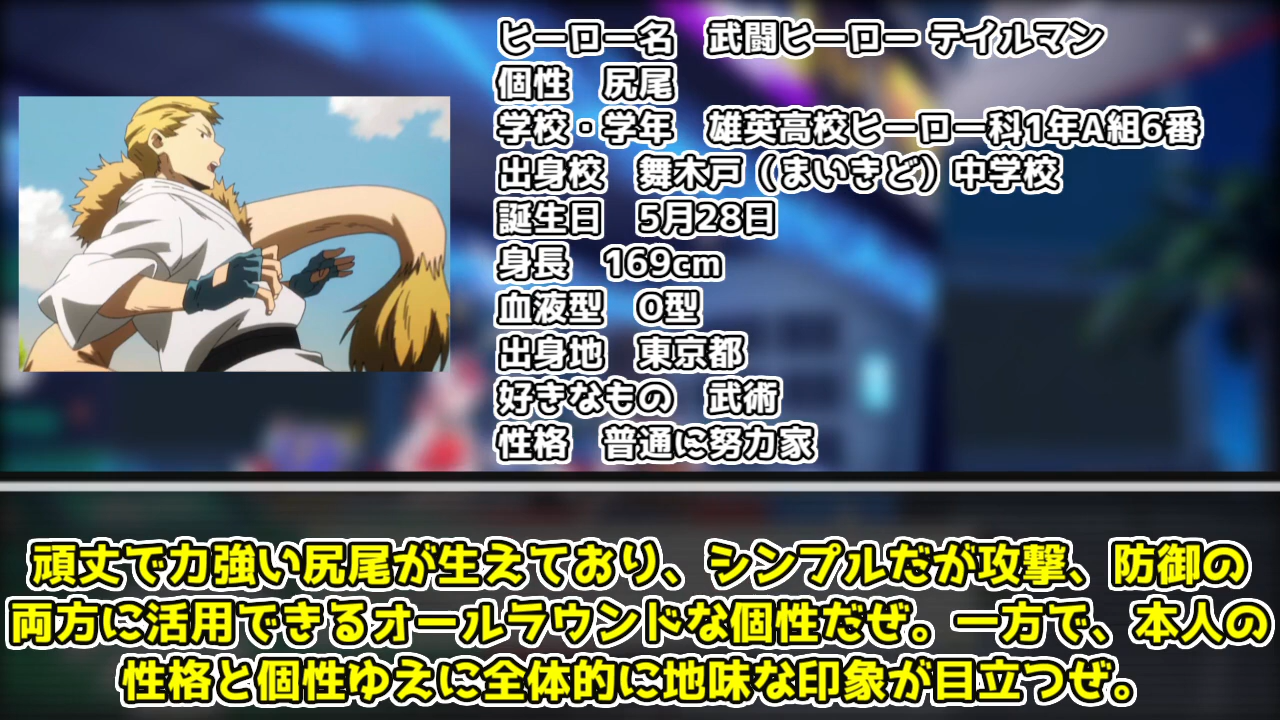 ヒーロー名　武闘ヒーロー テイルマン
個性　尻尾
学校・学年　雄英高校ヒーロー科1年A組6番
出身校　舞木戸（まいきど）中学校
誕生日　5月28日
身長　169cm
血液型　O型
出身地　東京都
好きなもの　武術
性格　普通に努力家
頑丈で力強い尻尾が生えており、シンプルだが攻撃、防御の
両方に活用できるオールラウンドな個性だぜ。一方で、本人の
性格と個性ゆえに全体的に地味な印象が目立つぜ。